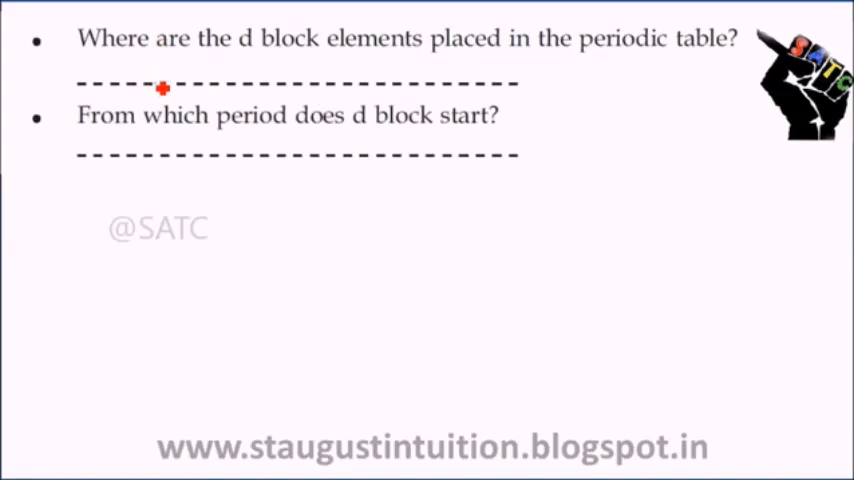 • Where are the d block elements placed in the periodic table?
• From which period does d block start?
@SATC
www.staugustintuition.blogspot.in
SATC